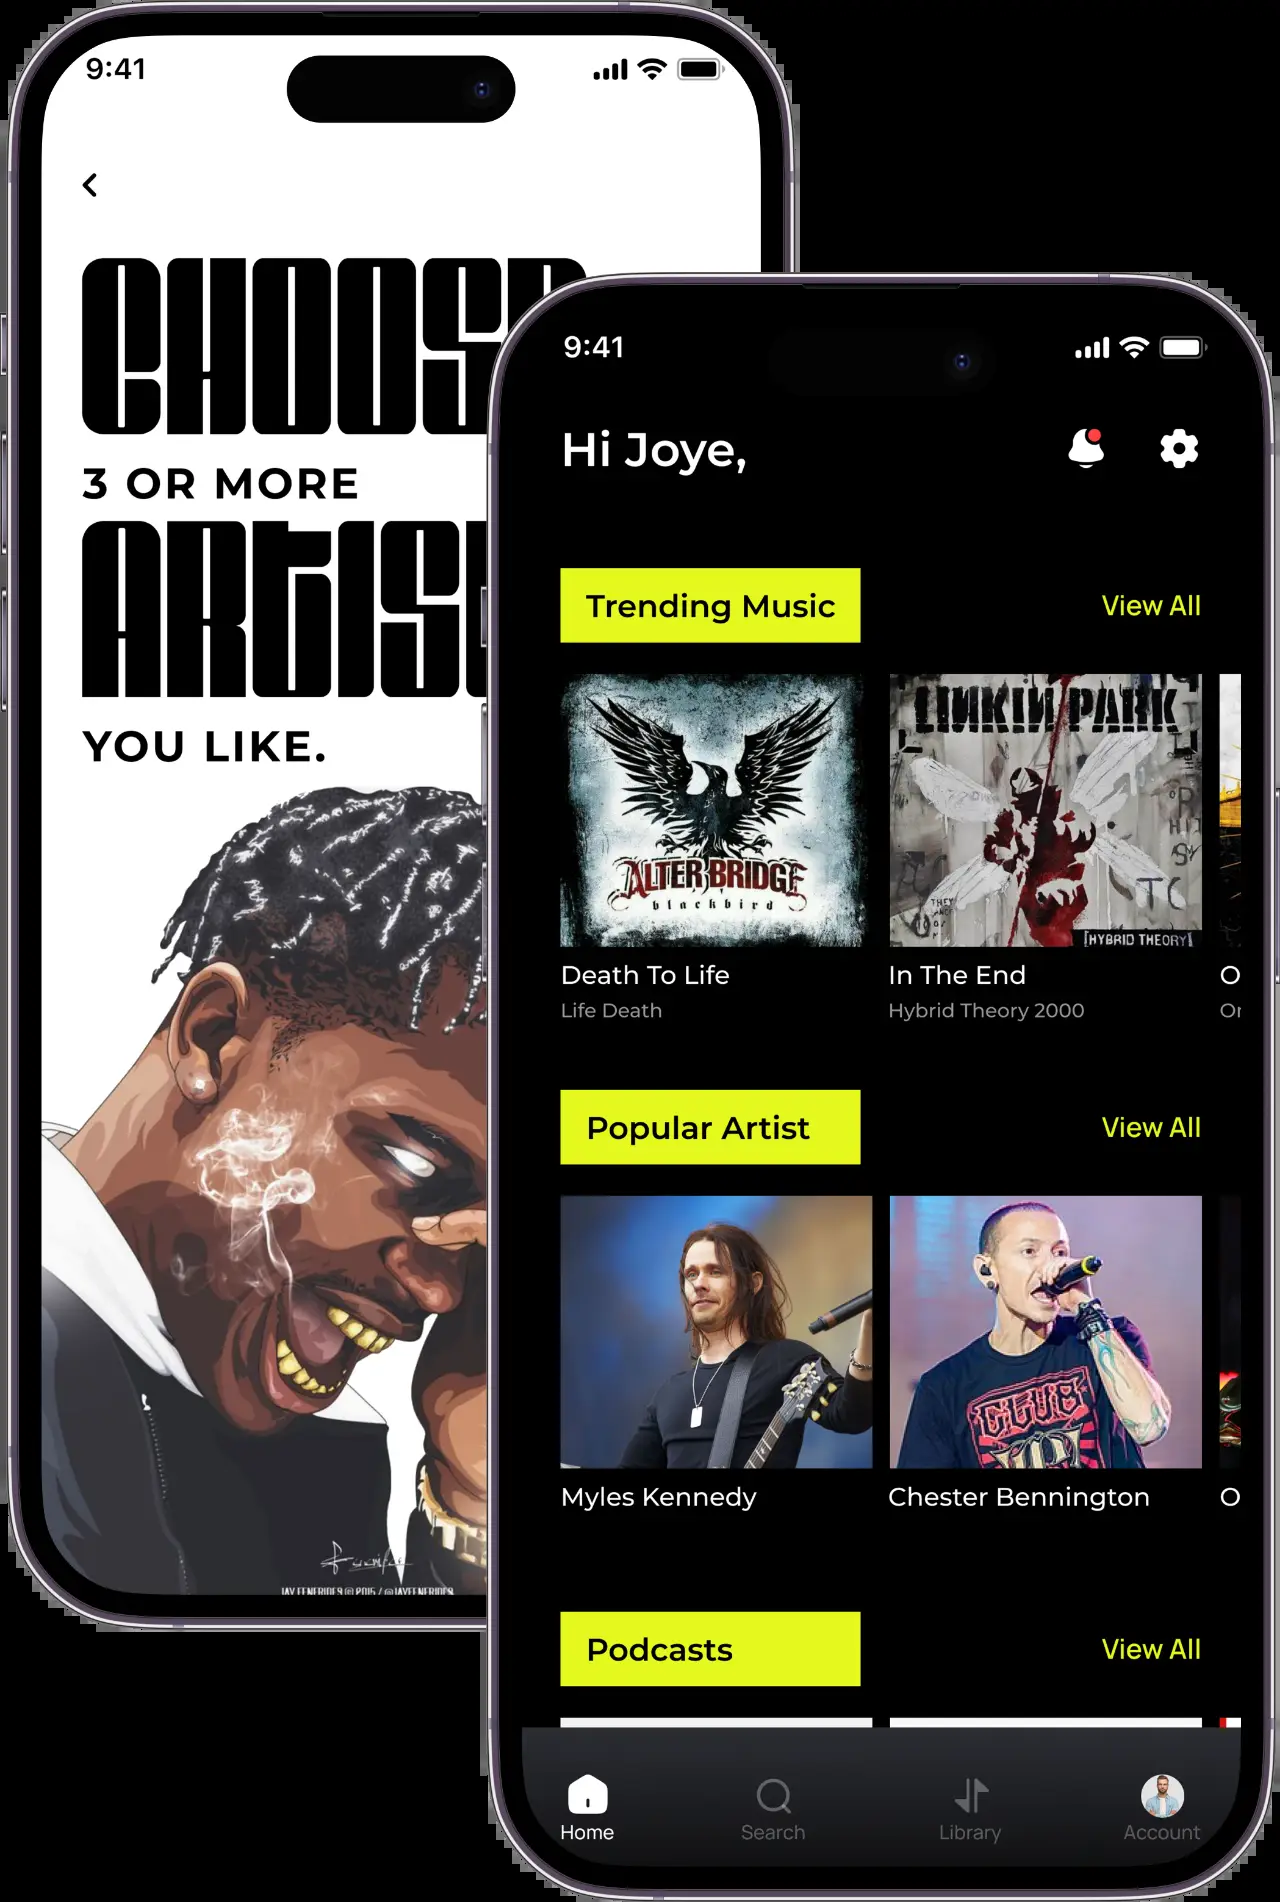 9:41
CHOOSE
3 OR MORE
ARTIS
YOU LIKE.
JAY FENERIDES © 2015 / @JAYFENERIDES
9:41
Hi Joye,
Trending Music
View All
ALTER BRIDGE
blackbird
LINKIN PARK
[HYBRID THEORY]
Death To Life
In The End
O
Life Death
Hybrid Theory 2000
Or
Popular Artist
View All
CLUB
Myles Kennedy
Chester Bennington
O
Podcasts
View All
Home
Search
Library
Account